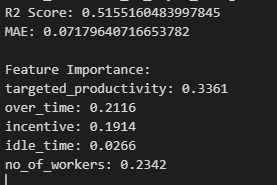 R2 Score: 0.5155160483997845
MAE: 0.07179640716653782
Feature Importance:
targeted_productivity: 0.3361
over_time: 0.2116
incentive: 0.1914
idle_time: 0.0266
no_of_workers: 0.2342